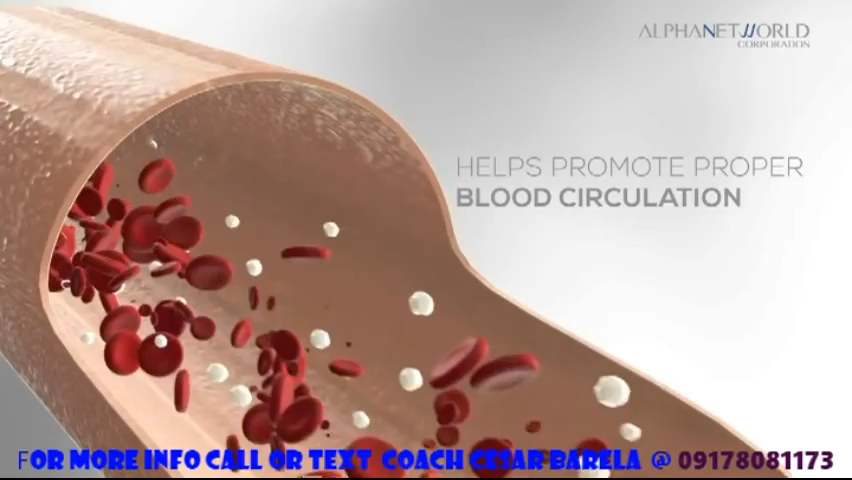 ALPHANETWORLD
CORPORATION
HELPS PROMOTE PROPER
BLOOD CIRCULATION
FOR MORE INFO CALL OR TEXT COACH CESAR BARELA @ 09178081173